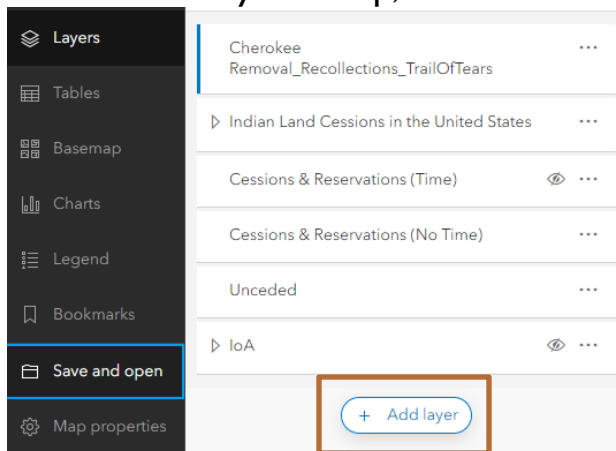 Layers
Tables
Basemap
Charts
Legend
Bookmarks
Save and open
Map properties
Cherokee
Removal_Recollections_TrailOfTears
Indian Land Cessions in the United States
Cessions & Reservations (Time)
Cessions & Reservations (No Time)
Unceded
IoA
+ Add layer